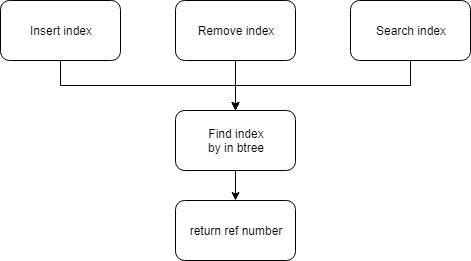 Insert index
Remove index
Search index
Find index
by in btree
return ref number